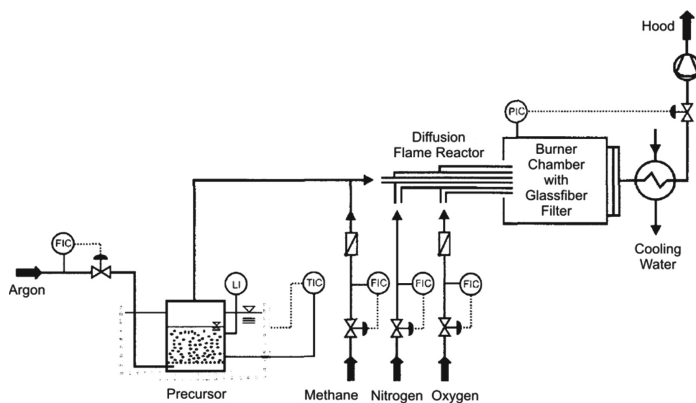 Hood
PIC
Diffusion
Flame Reactor
Burner
Chamber
with
Glassfiber
Filter
Cooling
Water
FIC
Argon
LI
TIC
FIC
FIC
FIC
Precursor
Methane
Nitrogen
Oxygen